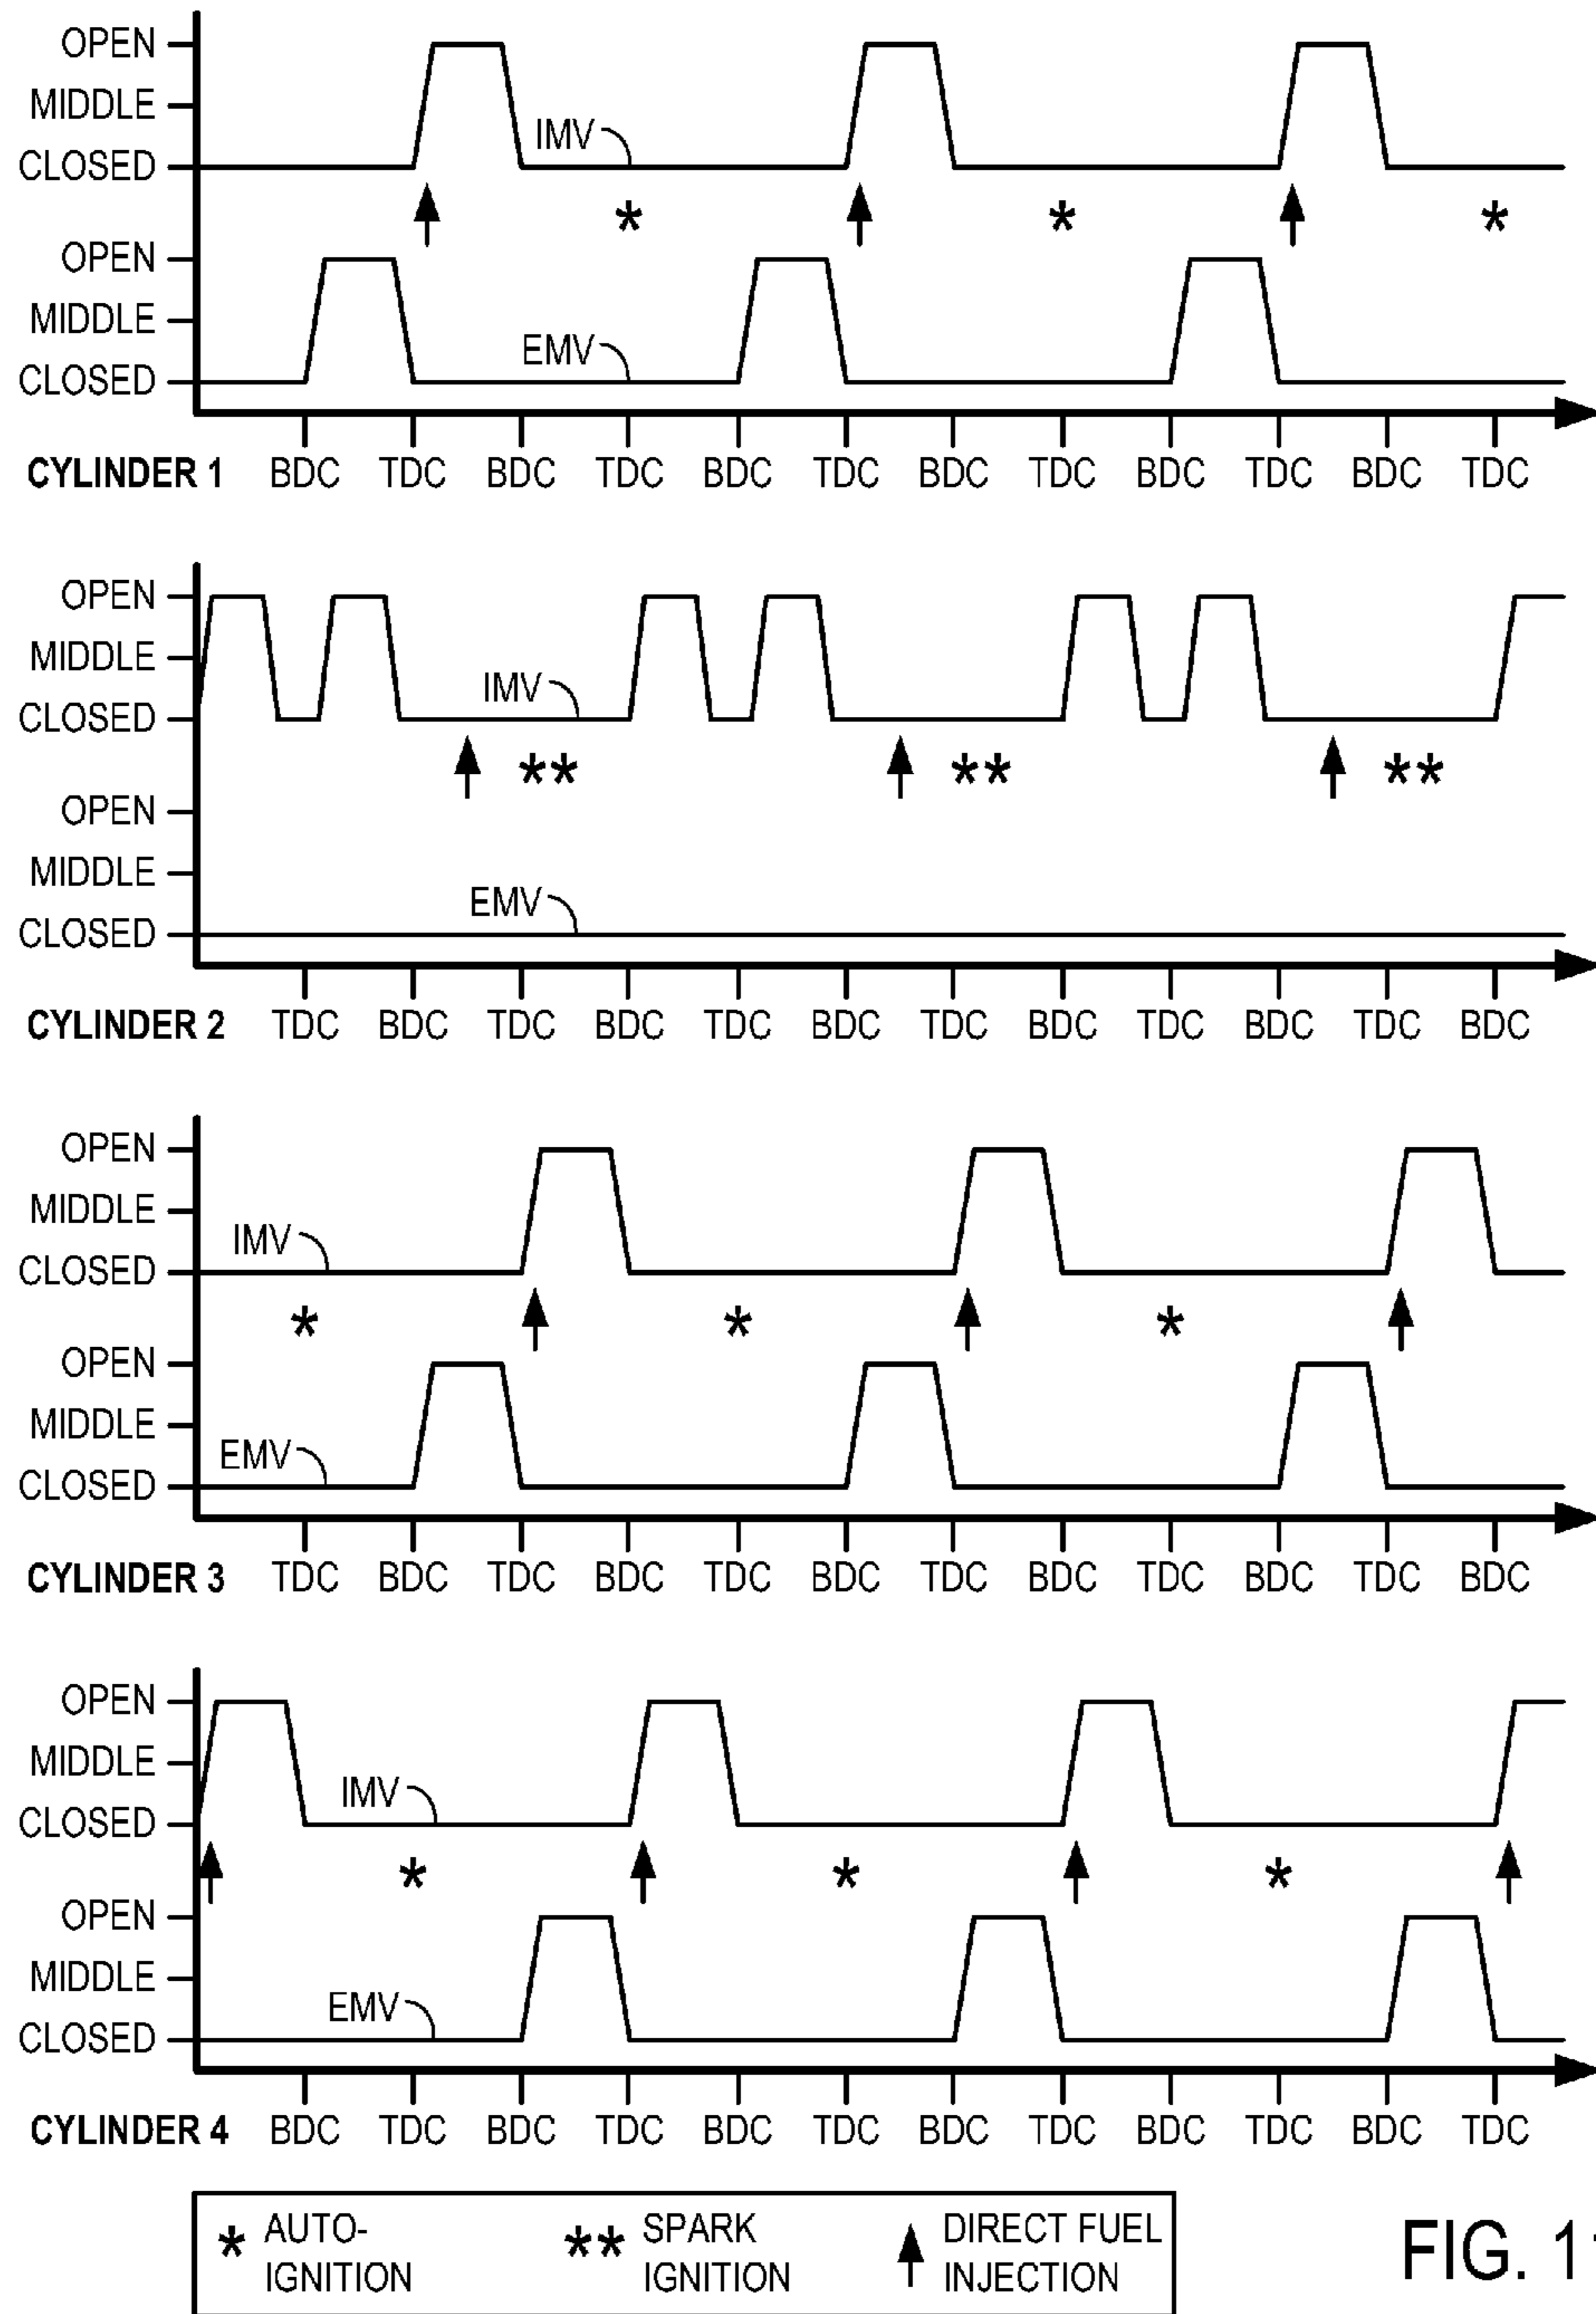 OPEN
MIDDLE
CLOSED
IMV
* * *
OPEN
MIDDLE
CLOSED
EMV
CYLINDER 1 BDC TDC BDC TDC BDC TDC BDC TDC BDC TDC BDC TDC
OPEN
MIDDLE
CLOSED
IMV
** ** **
OPEN
MIDDLE
CLOSED
EMV
CYLINDER 2 TDC BDC TDC BDC TDC BDC TDC BDC TDC BDC TDC BDC
OPEN
MIDDLE
CLOSED
IMV
* * *
OPEN
MIDDLE
CLOSED
EMV
CYLINDER 3 TDC BDC TDC BDC TDC BDC TDC BDC TDC BDC TDC BDC
OPEN
MIDDLE
CLOSED
IMV
* * *
OPEN
MIDDLE
CLOSED
EMV
CYLINDER 4 BDC TDC BDC TDC BDC TDC BDC TDC BDC TDC BDC TDC
* AUTO-
IGNITION
** SPARK
IGNITION
DIRECT FUEL
INJECTION
FIG.